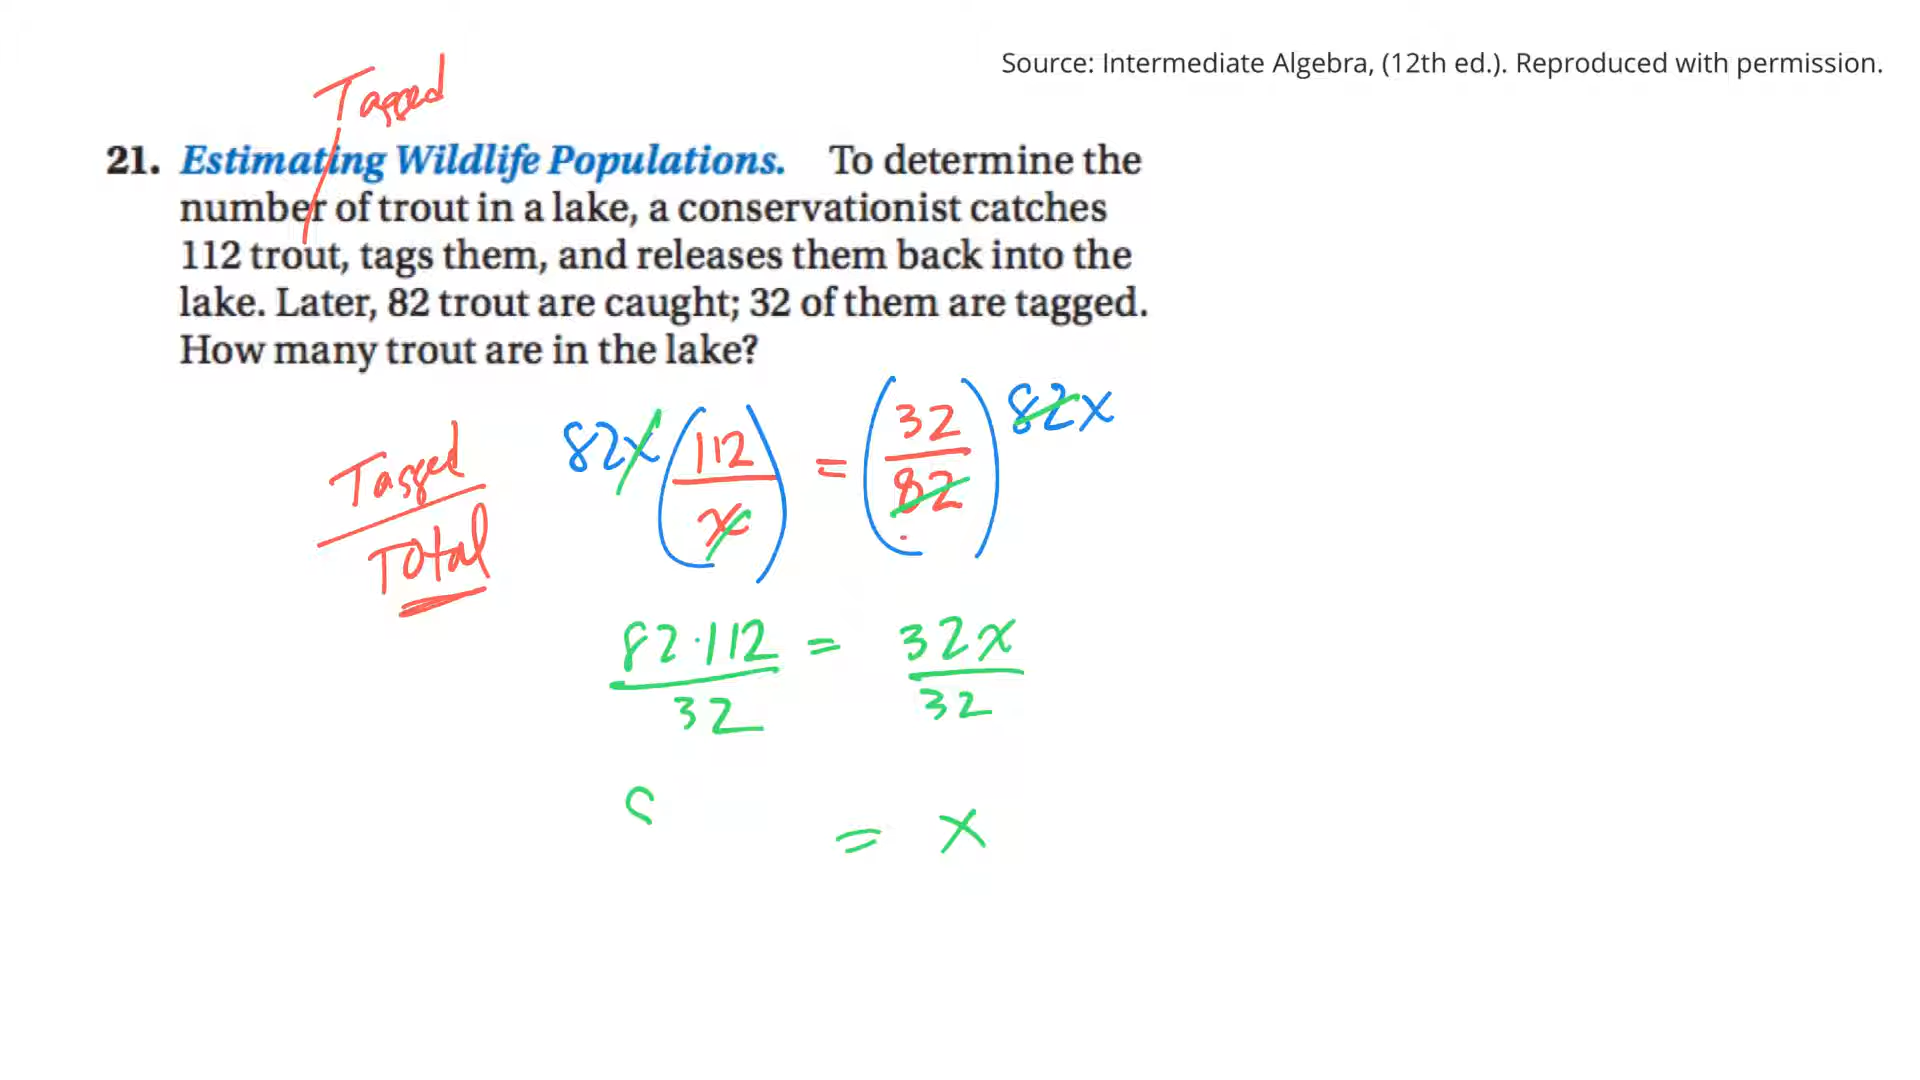 Source: Intermediate Algebra, (12th ed.). Reproduced with permission.
Tagged
21. Estimating Wildlife Populations. To determine the
number of trout in a lake, a conservationist catches
112 trout, tags them, and releases them back into the
lake. Later, 82 trout are caught; 32 of them are tagged.
How many trout are in the lake?
Tagged
Total
82x (112/x) = (32/82) 82x
82·112 = 32x
32 32
8 = x